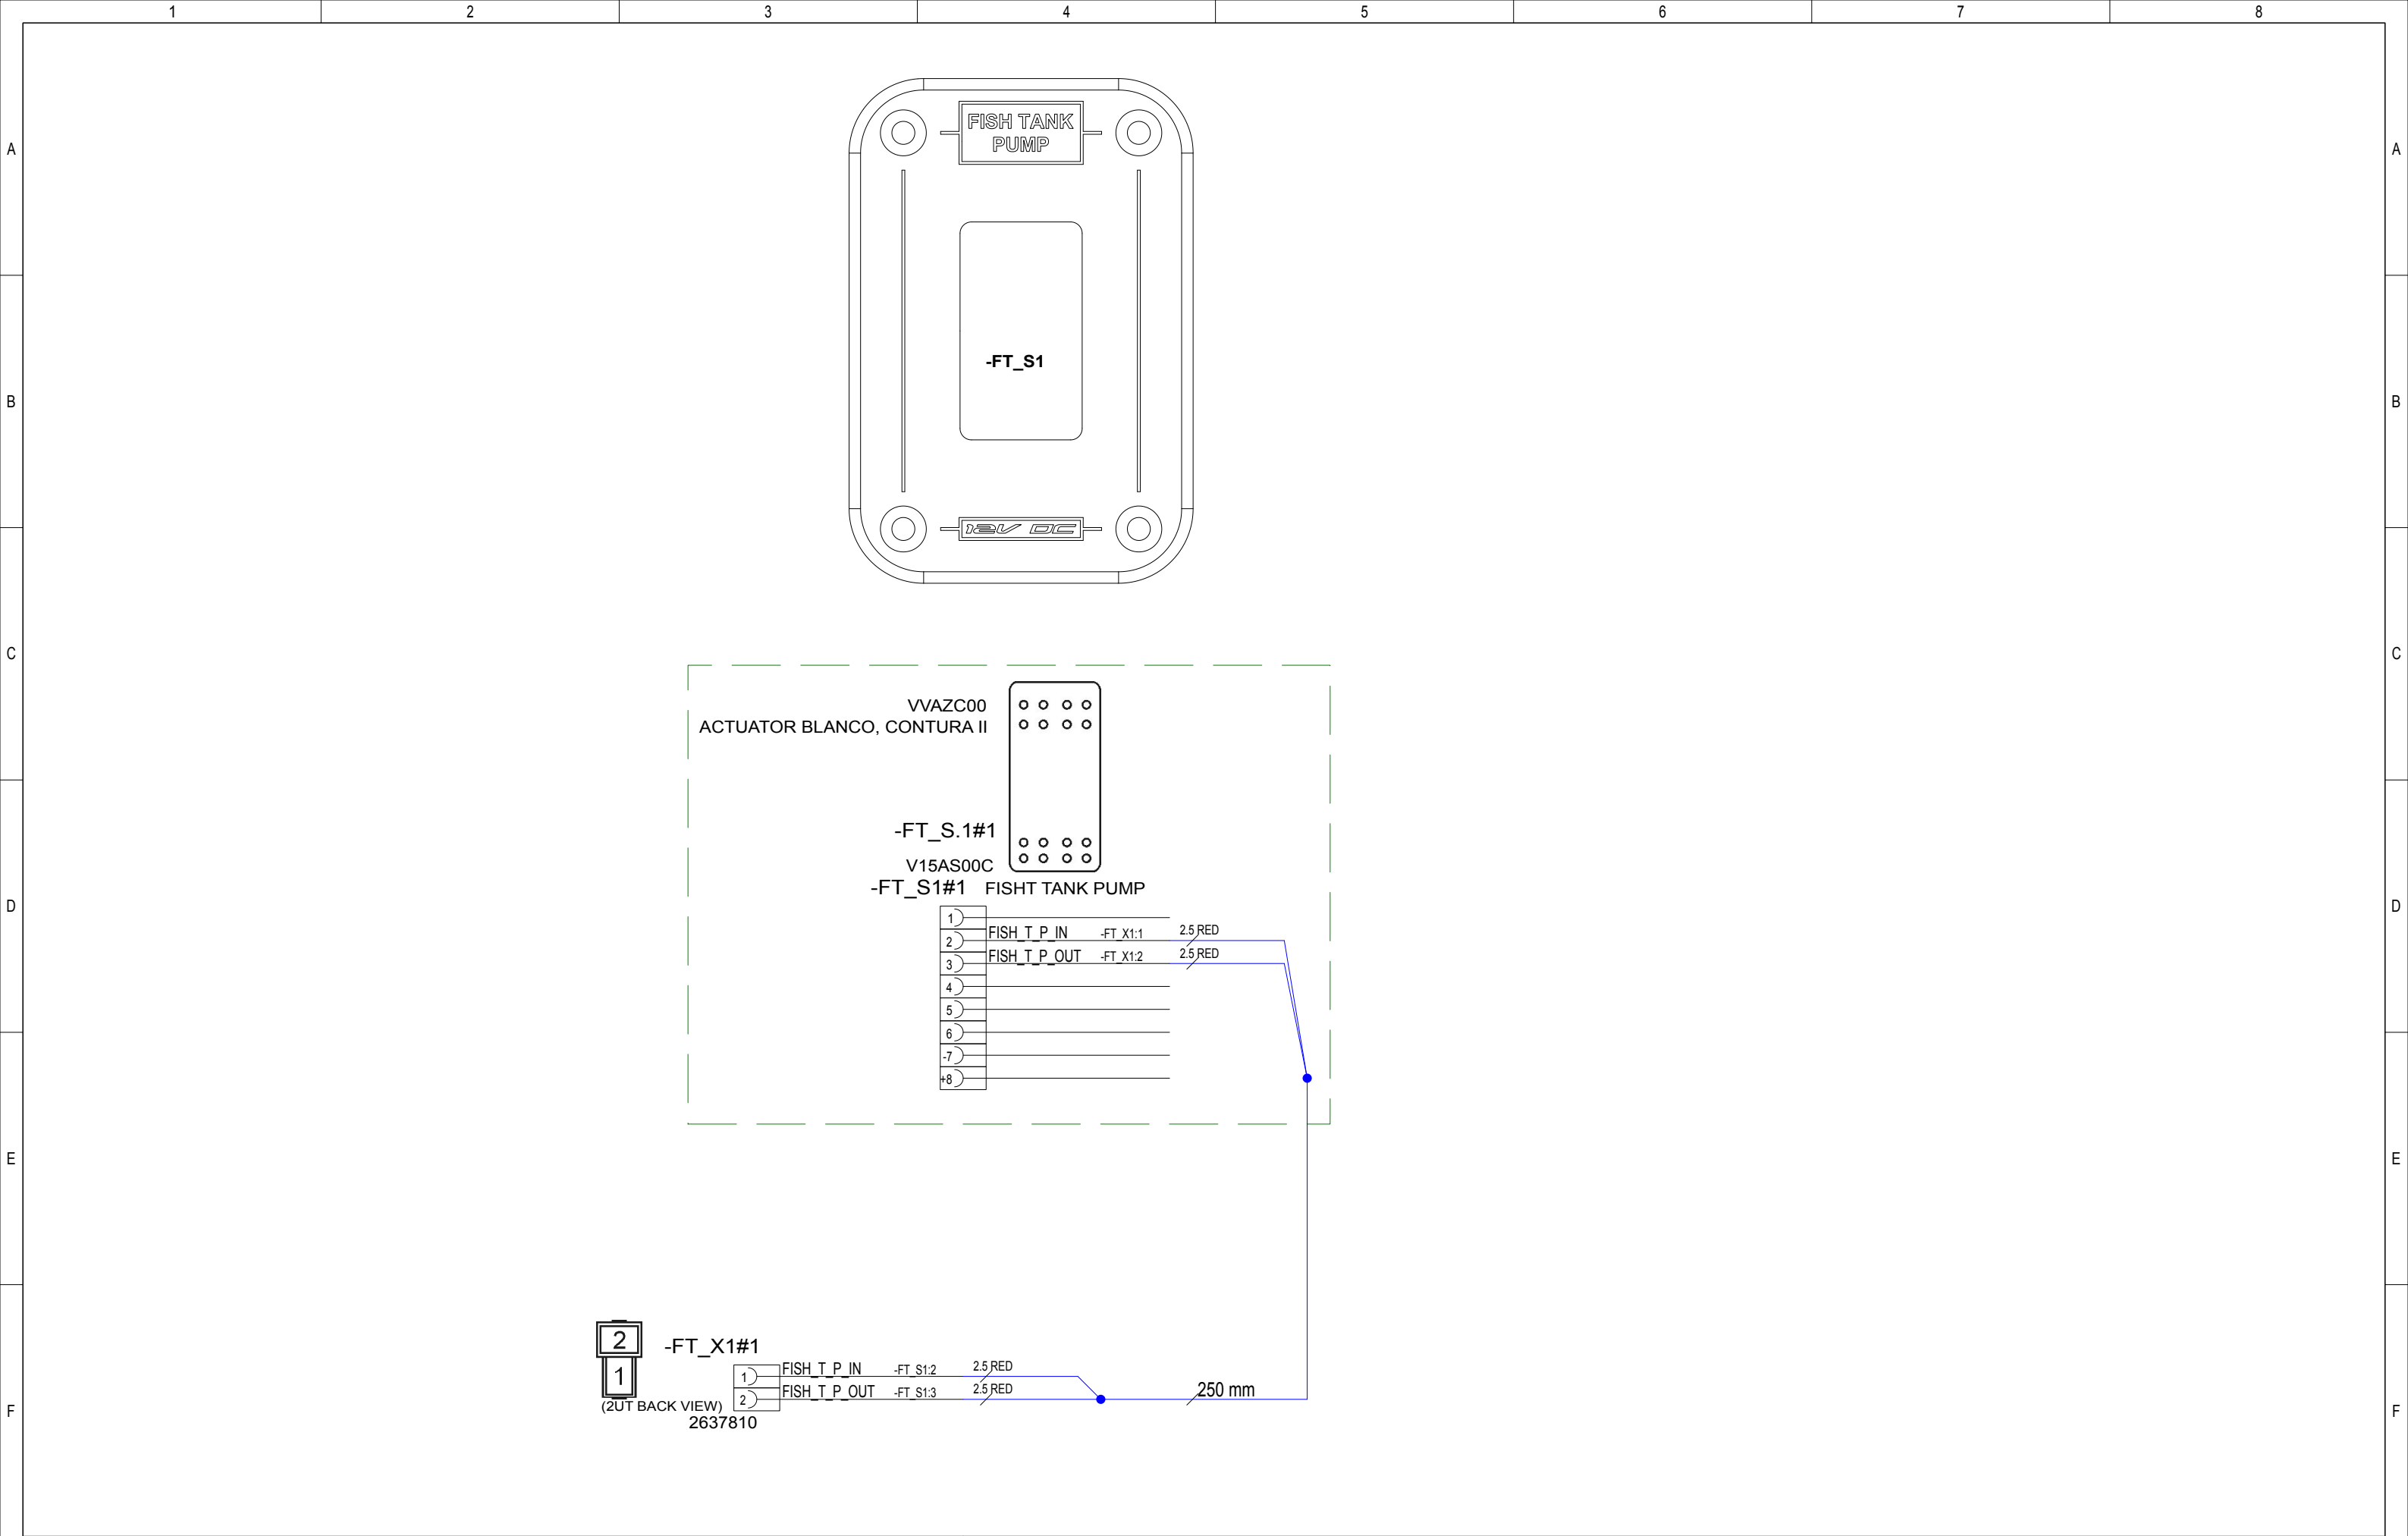 1 2 3 4 5 6 7 8
A A
FISH TANK
PUMP
-FT_S1
B B
12V DC
C C
VVAZC00
ACTUATOR BLANCO, CONTURA II
-FT_S.1#1
V15AS00C
-FT_S1#1 FISHT TANK PUMP
D D
1
2 FISH_T_P_IN -FT_X1:1 2.5 RED
3 FISH_T_P_OUT -FT_X1:2 2.5 RED
4
5
6
-7
+8
E E
2
1
(2UT BACK VIEW)
-FT_X1#1
1 FISH_T_P_IN -FT_S1:2 2.5 RED
2 FISH_T_P_OUT -FT_S1:3 2.5 RED
250 mm
2637810
F F